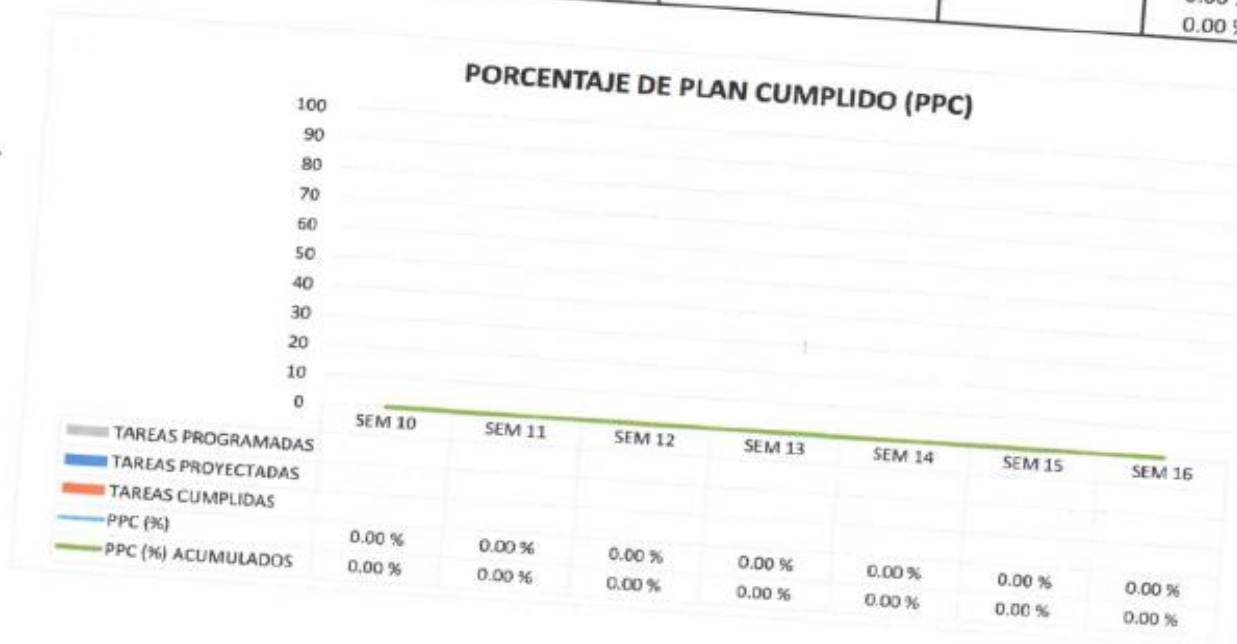 0.00 %
PORCENTAJE DE PLAN CUMPLIDO (PPC)
100
90
80
70
60
50
40
30
20
10
0
SEM 10 SEM 11 SEM 12 SEM 13 SEM 14 SEM 15 SEM 16
TAREAS PROGRAMADAS
TAREAS PROYECTADAS
TAREAS CUMPLIDAS
PPC (%) 0.00 % 0.00 % 0.00 % 0.00 % 0.00 % 0.00 % 0.00 %
PPC (%) ACUMULADOS 0.00 % 0.00 % 0.00 % 0.00 % 0.00 % 0.00 % 0.00 %